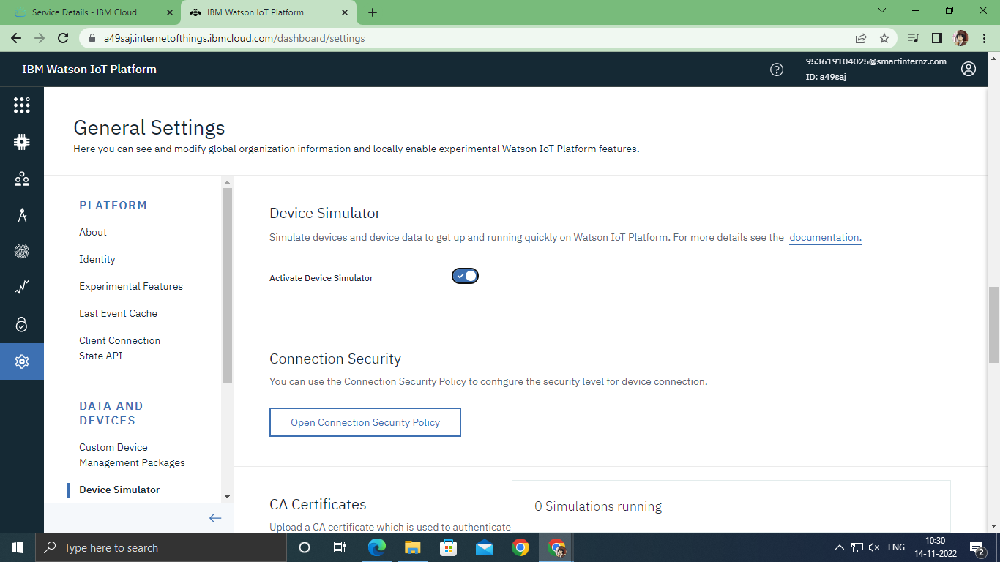 Service Details - IBM Cloud
IBM Watson IoT Platform
a49saj.internetofthings.ibmcloud.com/dashboard/settings
IBM Watson IoT Platform
953619104025@smartinternz.com
ID: a49saj
General Settings
Here you can see and modify global organization information and locally enable experimental Watson IoT Platform features.
PLATFORM
About
Identity
Experimental Features
Last Event Cache
Client Connection
State API
DATA AND
DEVICES
Custom Device
Management Packages
Device Simulator
Device Simulator
Simulate devices and device data to get up and running quickly on Watson IoT Platform. For more details see the documentation.
Activate Device Simulator
Connection Security
You can use the Connection Security Policy to configure the security level for device connection.
Open Connection Security Policy
CA Certificates
Upload a CA certificate which is used to authenticate
0 Simulations running
Type here to search
ENG
10:30
14-11-2022
2